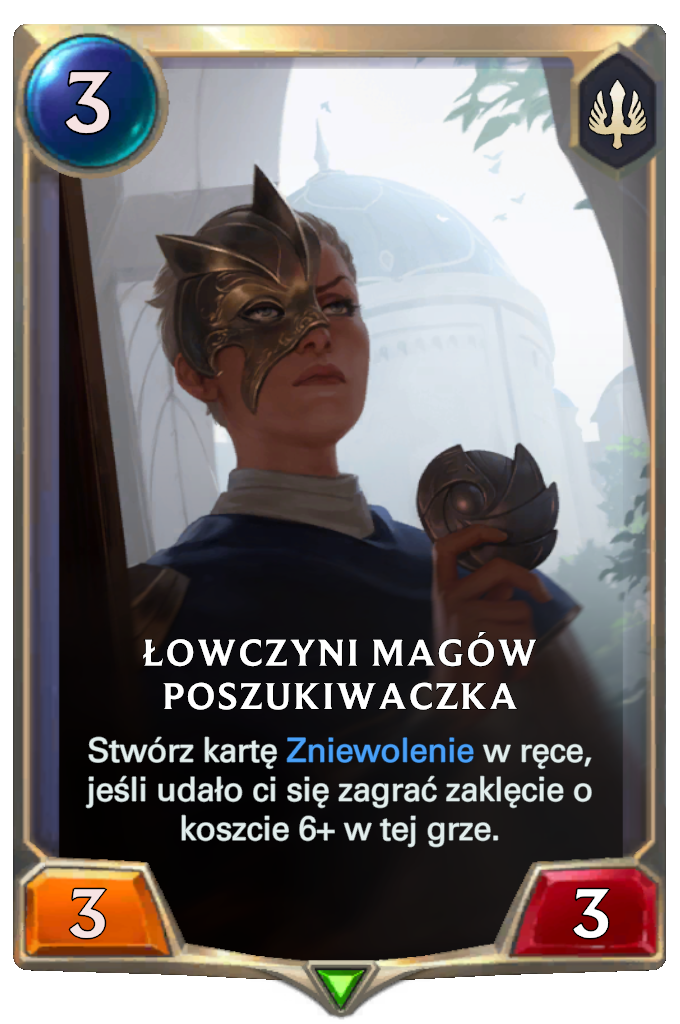 3
ŁOWCZYNI MAGÓW
POSZUKIWACZKA
Stwórz kartę Zniewolenie w ręce,
jeśli udało ci się zagrać zaklęcie o
koszcie 6+ w tej grze.
3
3